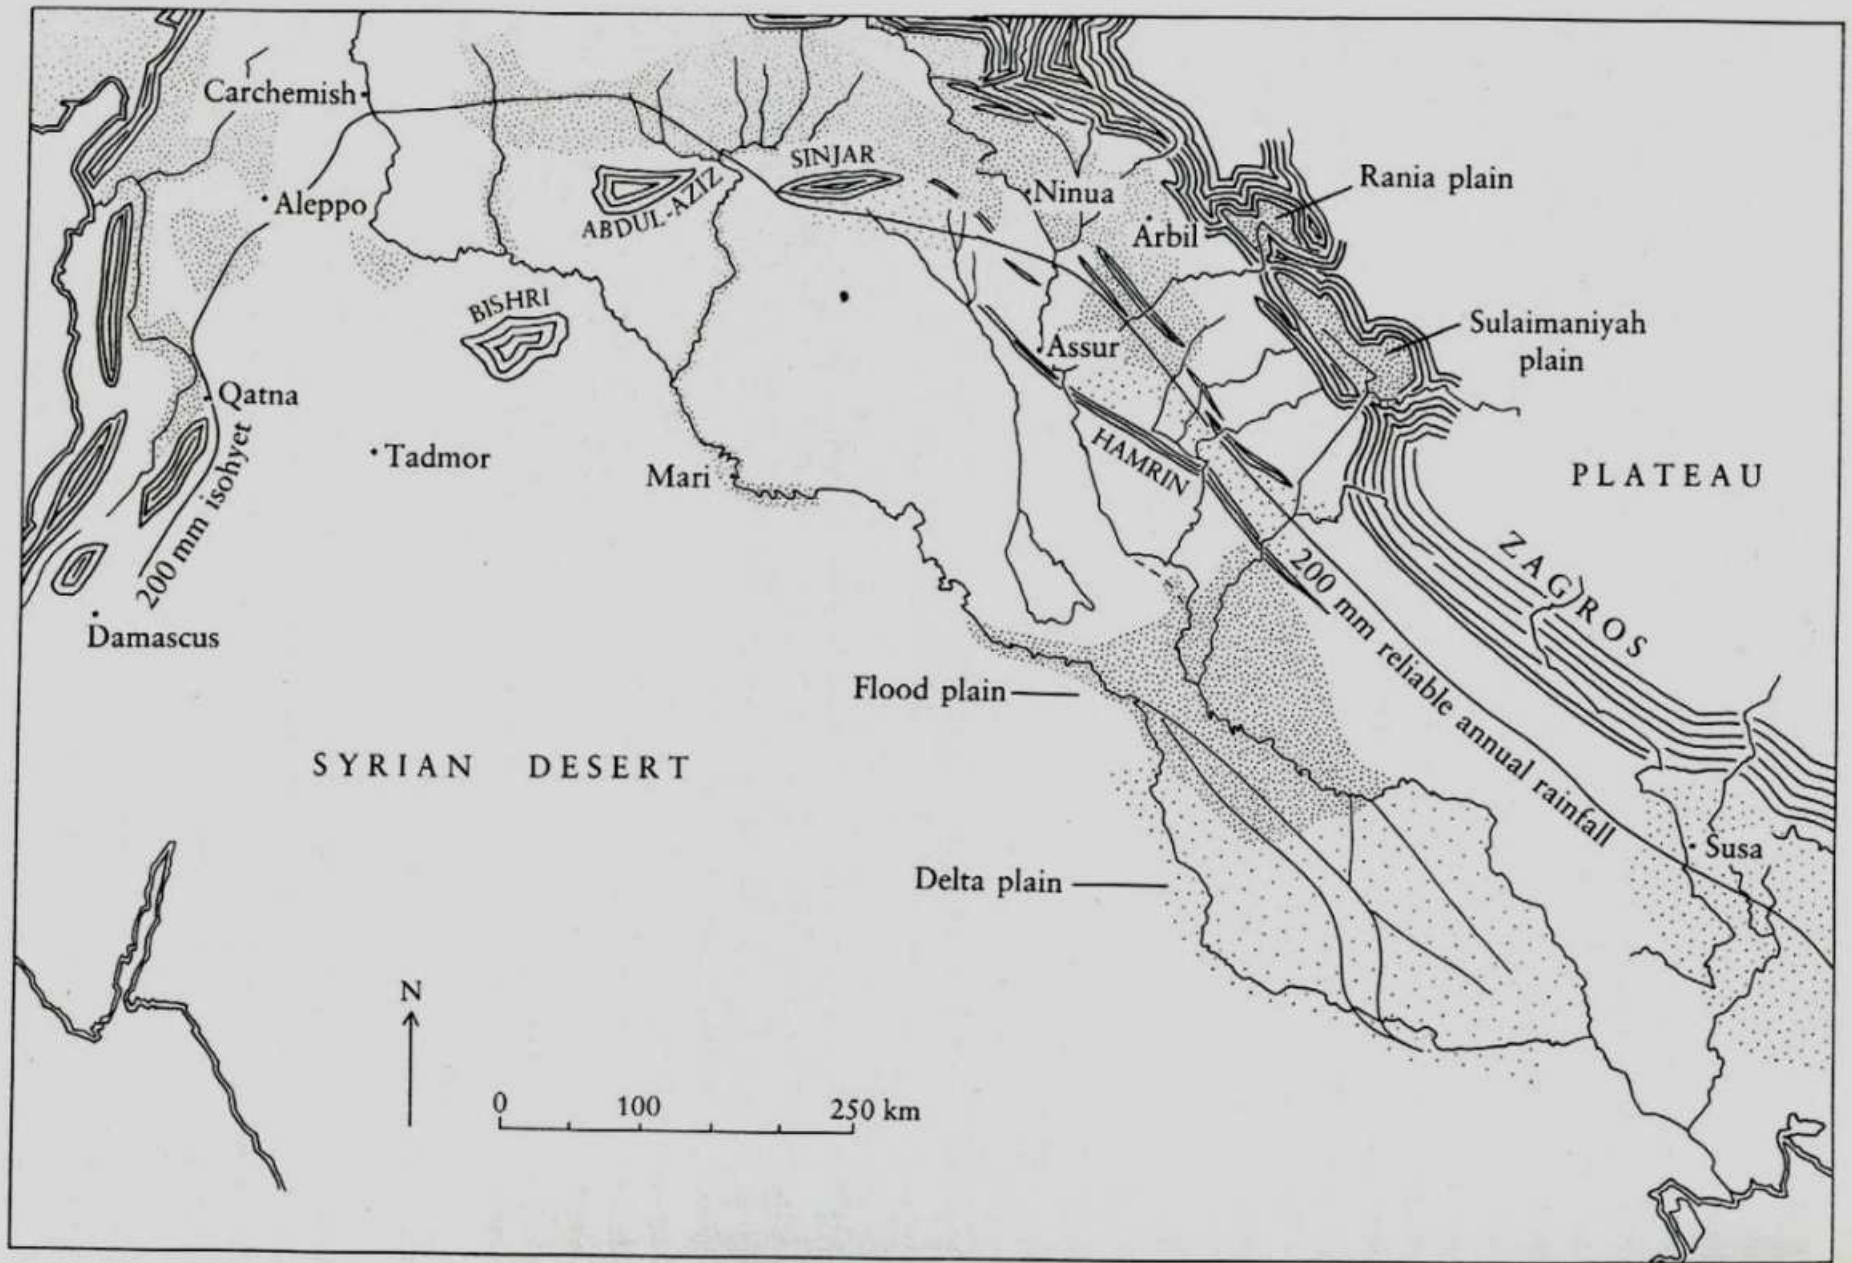 Carchemish
SINJAR
Rania plain
ABDUL-AZIZ
Ninua
Aleppo
Arbil
BISHRI
Sulaimaniyah
plain
Assur
Qatna
Tadmor
HAMRIN
Mari
PLATEAU
200 mm isohyet
ZAGROS
200 mm reliable annual rainfall
Damascus
Flood plain
SYRIAN DESERT
Susa
Delta plain
N
0 100 250 km